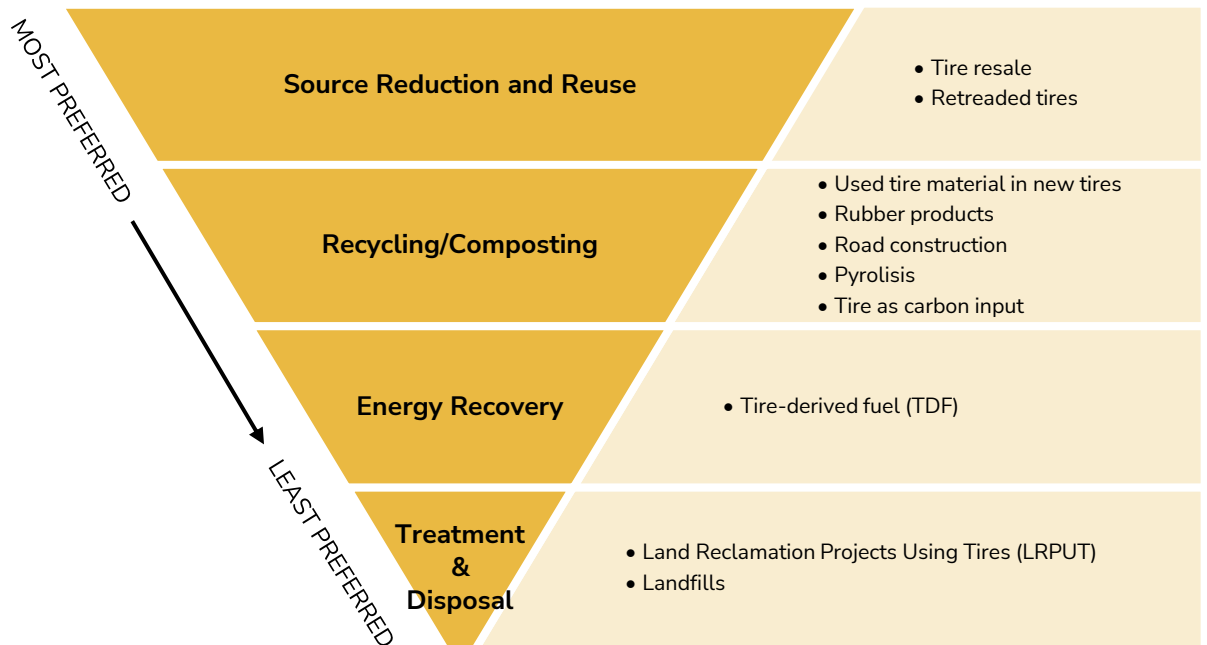 MOST PREFERRED
Source Reduction and Reuse
• Tire resale
• Retreaded tires
Recycling/Composting
• Used tire material in new tires
• Rubber products
• Road construction
• Pyrolisis
• Tire as carbon input
Energy Recovery
• Tire-derived fuel (TDF)
LEAST PREFERRED
Treatment
&
Disposal
• Land Reclamation Projects Using Tires (LRPUT)
• Landfills